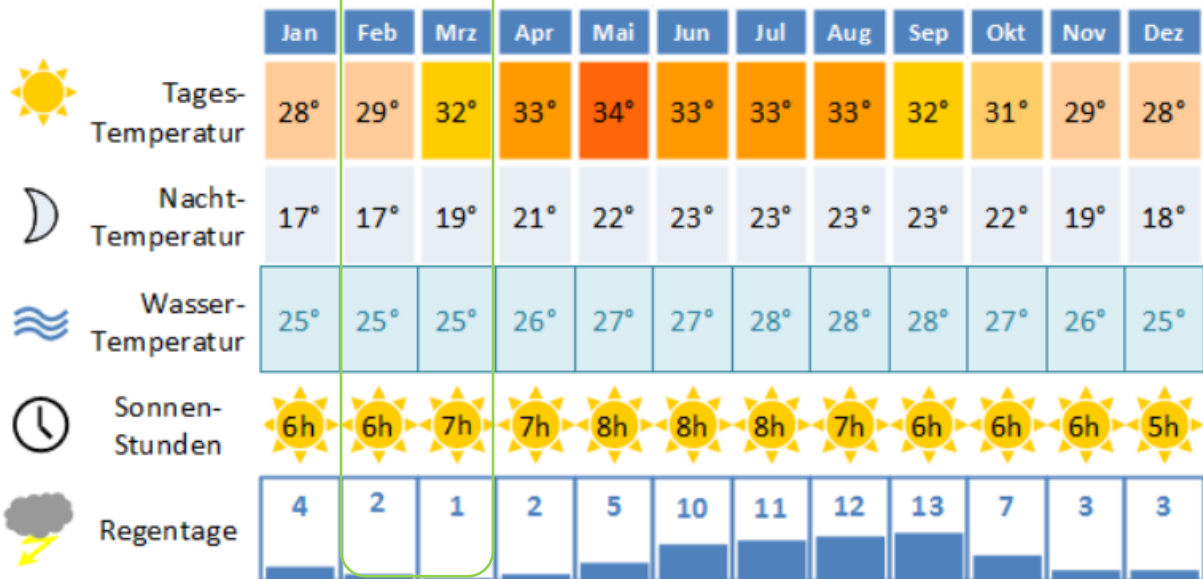 Jan Feb Mrz Apr Mai Jun Jul Aug Sep Okt Nov Dez
Tages-
Temperatur
28° 29° 32° 33° 34° 33° 33° 33° 32° 31° 29° 28°
Nacht-
Temperatur
17° 17° 19° 21° 22° 23° 23° 23° 23° 22° 19° 18°
Wasser-
Temperatur
25° 25° 25° 26° 27° 27° 28° 28° 28° 27° 26° 25°
Sonnen-
Stunden
6h 6h 7h 7h 8h 8h 8h 7h 6h 6h 6h 5h
Regentage
4 2 1 2 5 10 11 12 13 7 3 3